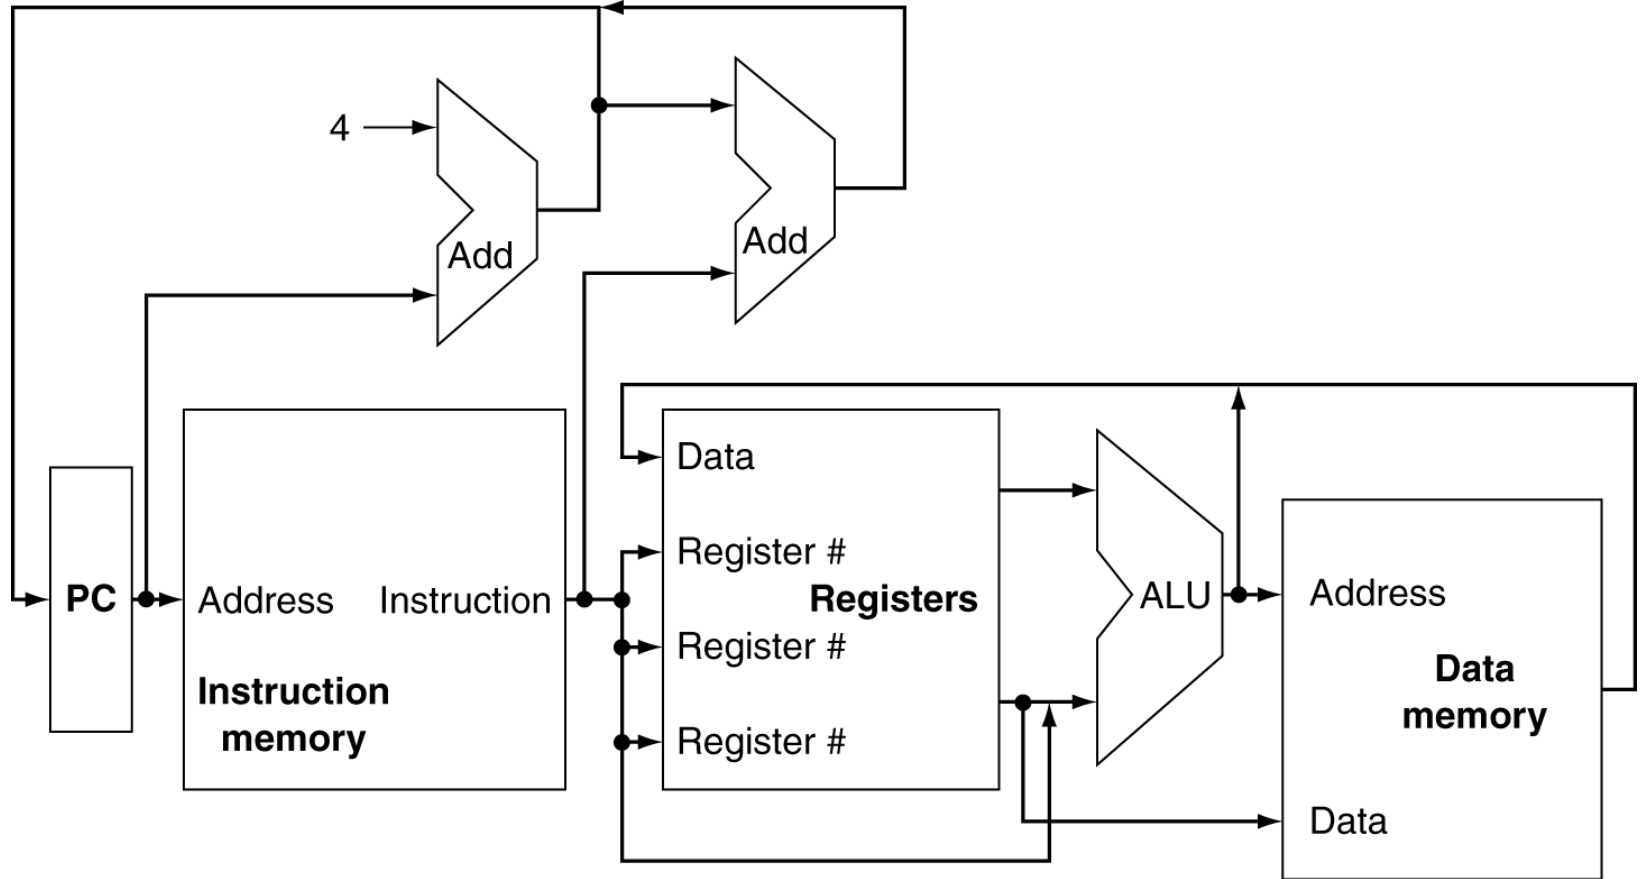 4
Add
Add
Data
Register #
PC
Address
Instruction
Registers
ALU
Address
Register #
Instruction
memory
Data
memory
Register #
Data